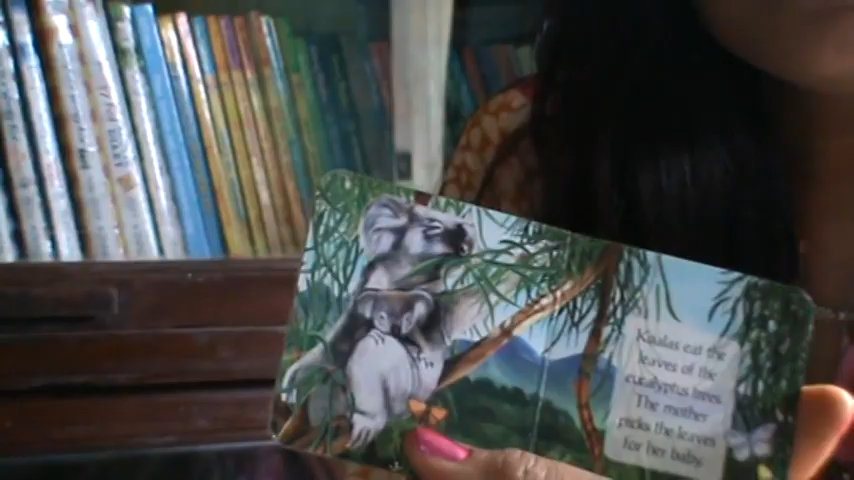 Koalas eat the
leaves of the
eucalyptus trees.
The mother
picks the leaves
for her baby.